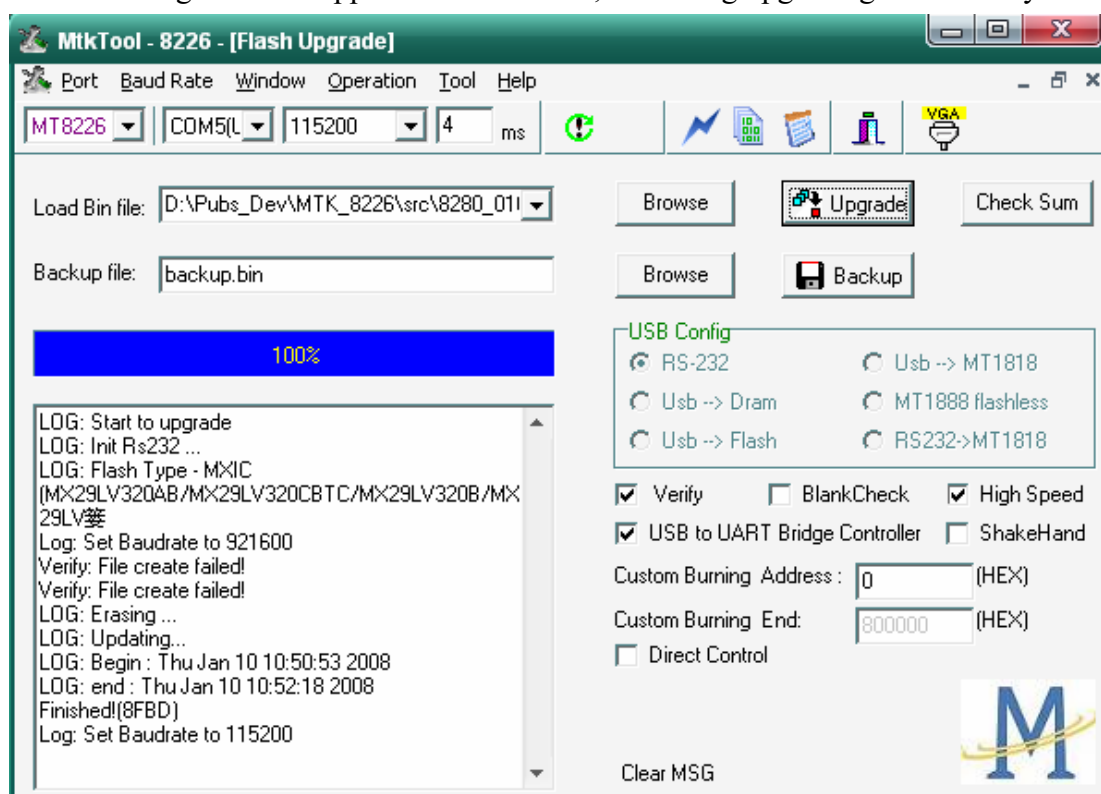 MtkTool - 8226 - [Flash Upgrade]
Port Baud Rate Window Operation Tool Help
MT8226 COM5(L 115200 4 ms VGA
Load Bin file: D:\Pubs_Dev\MTK_8226\src\8280_01 Browse Upgrade Check Sum
Backup file: backup.bin Browse Backup
100%
USB Config
RS-232 Usb --> MT1818
Usb --> Dram MT1888 flashless
Usb --> Flash RS232->MT1818
Verify BlankCheck High Speed
USB to UART Bridge Controller ShakeHand
Custom Burning Address : 0 (HEX)
Custom Burning End: 800000 (HEX)
Direct Control
LOG: Start to upgrade
LOG: Init Rs232 ...
LOG: Flash Type - MXIC
(MX29LV320AB/MX29LV320CBTC/MX29LV320B/MX
29LV
Log: Set Baudrate to 921600
Verify: File create failed!
Verify: File create failed!
LOG: Erasing ...
LOG: Updating...
LOG: Begin : Thu Jan 10 10:50:53 2008
LOG: end : Thu Jan 10 10:52:18 2008
Finished!(8FBD)
Log: Set Baudrate to 115200
Clear MSG
M